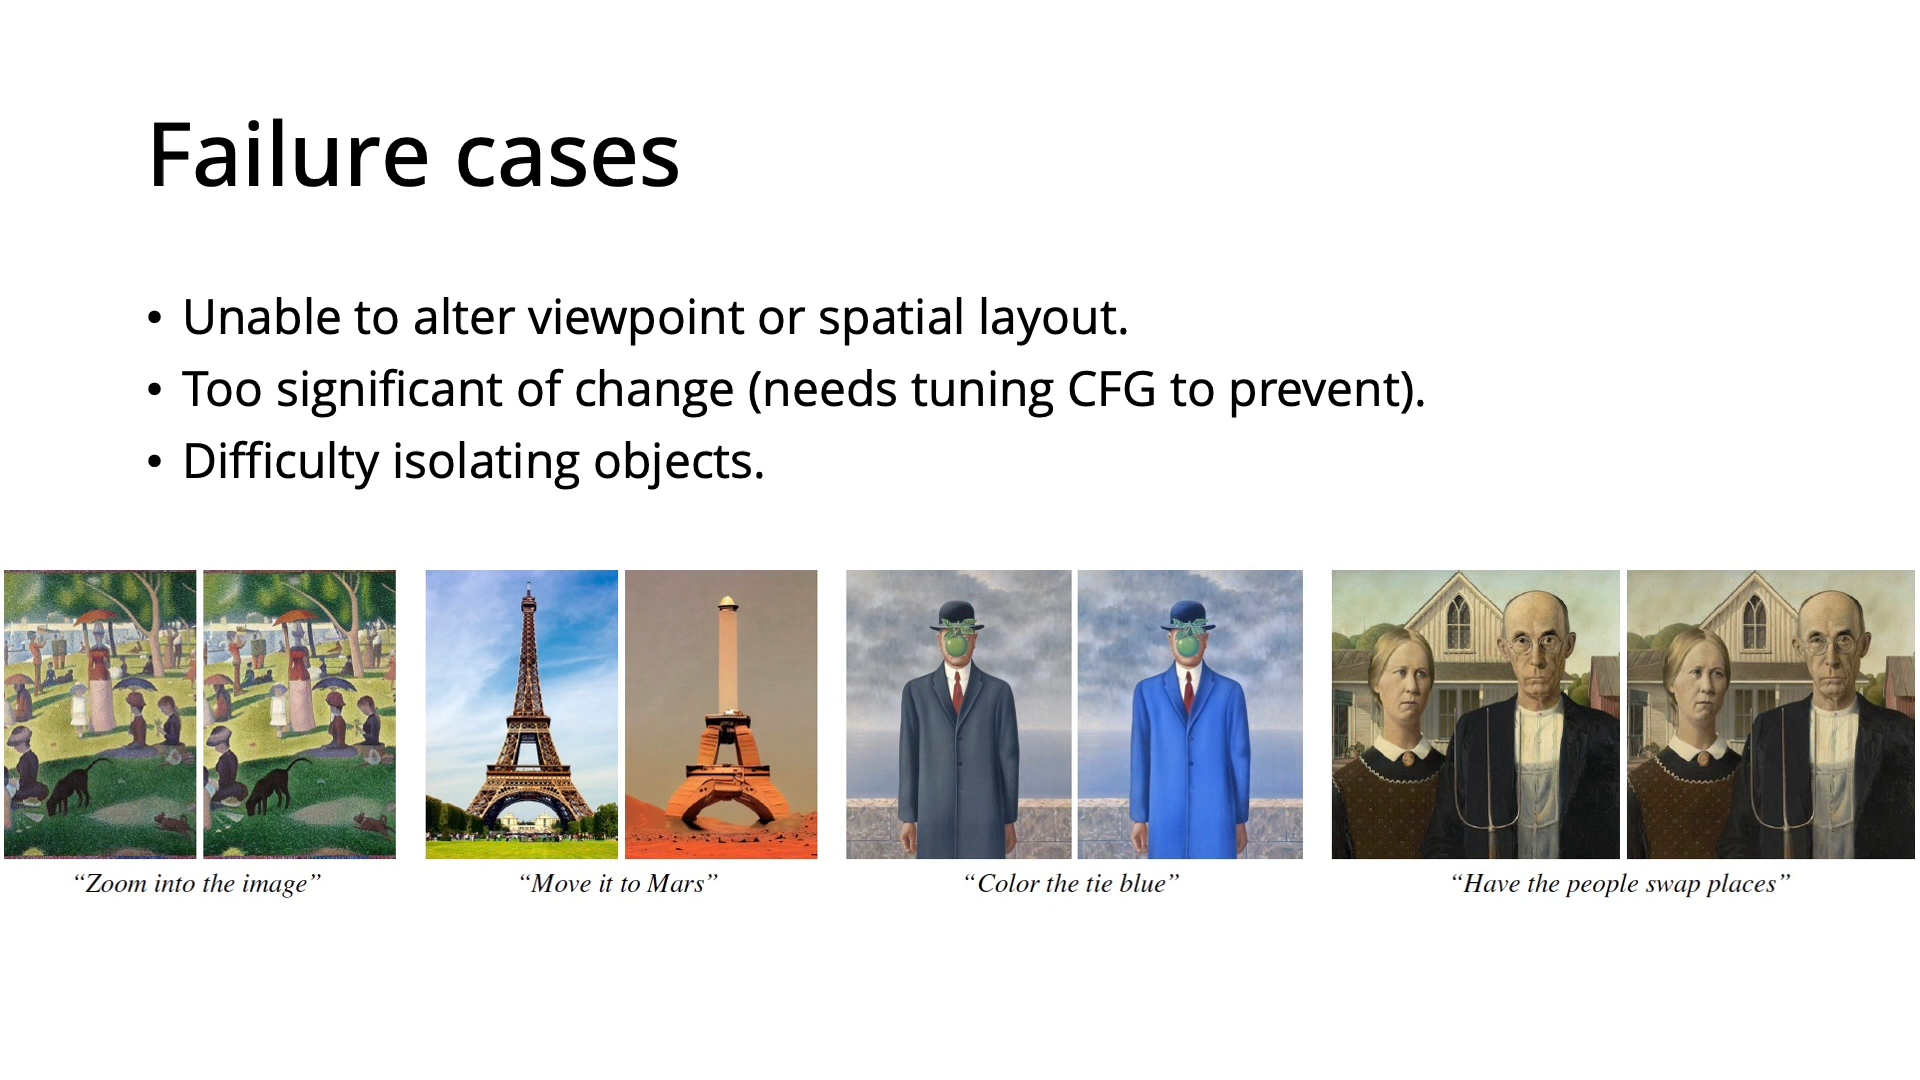 Failure cases
• Unable to alter viewpoint or spatial layout.
• Too significant of change (needs tuning CFG to prevent).
• Difficulty isolating objects.
“Zoom into the image”
“Move it to Mars”
“Color the tie blue”
“Have the people swap places”